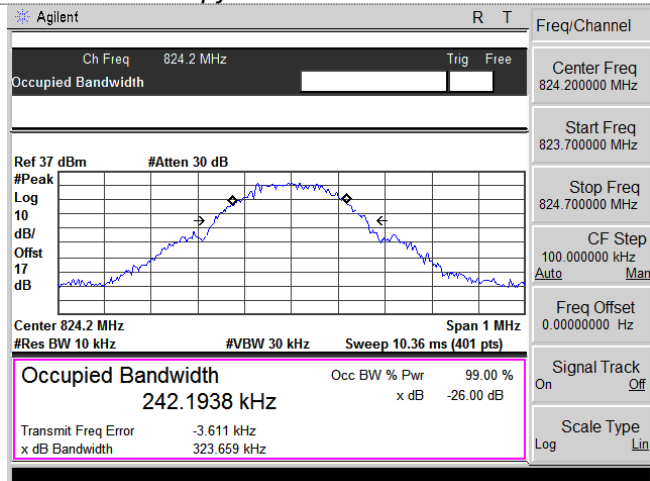 Agilent R T
Ch Freq 824.2 MHz Trig Free
Occupied Bandwidth
Ref 37 dBm #Atten 30 dB
#Peak
Log
10
dB/
Offst
17
dB
Center 824.2 MHz Span 1 MHz
#Res BW 10 kHz #VBW 30 kHz Sweep 10.36 ms (401 pts)
Occupied Bandwidth Occ BW % Pwr 99.00 %
242.1938 kHz x dB -26.00 dB
Transmit Freq Error -3.611 kHz
x dB Bandwidth 323.659 kHz
Freq/Channel
Center Freq
824.200000 MHz
Start Freq
823.700000 MHz
Stop Freq
824.700000 MHz
CF Step
100.000000 kHz
Auto Man
Freq Offset
0.00000000 Hz
Signal Track
On Off
Scale Type
Log Lin